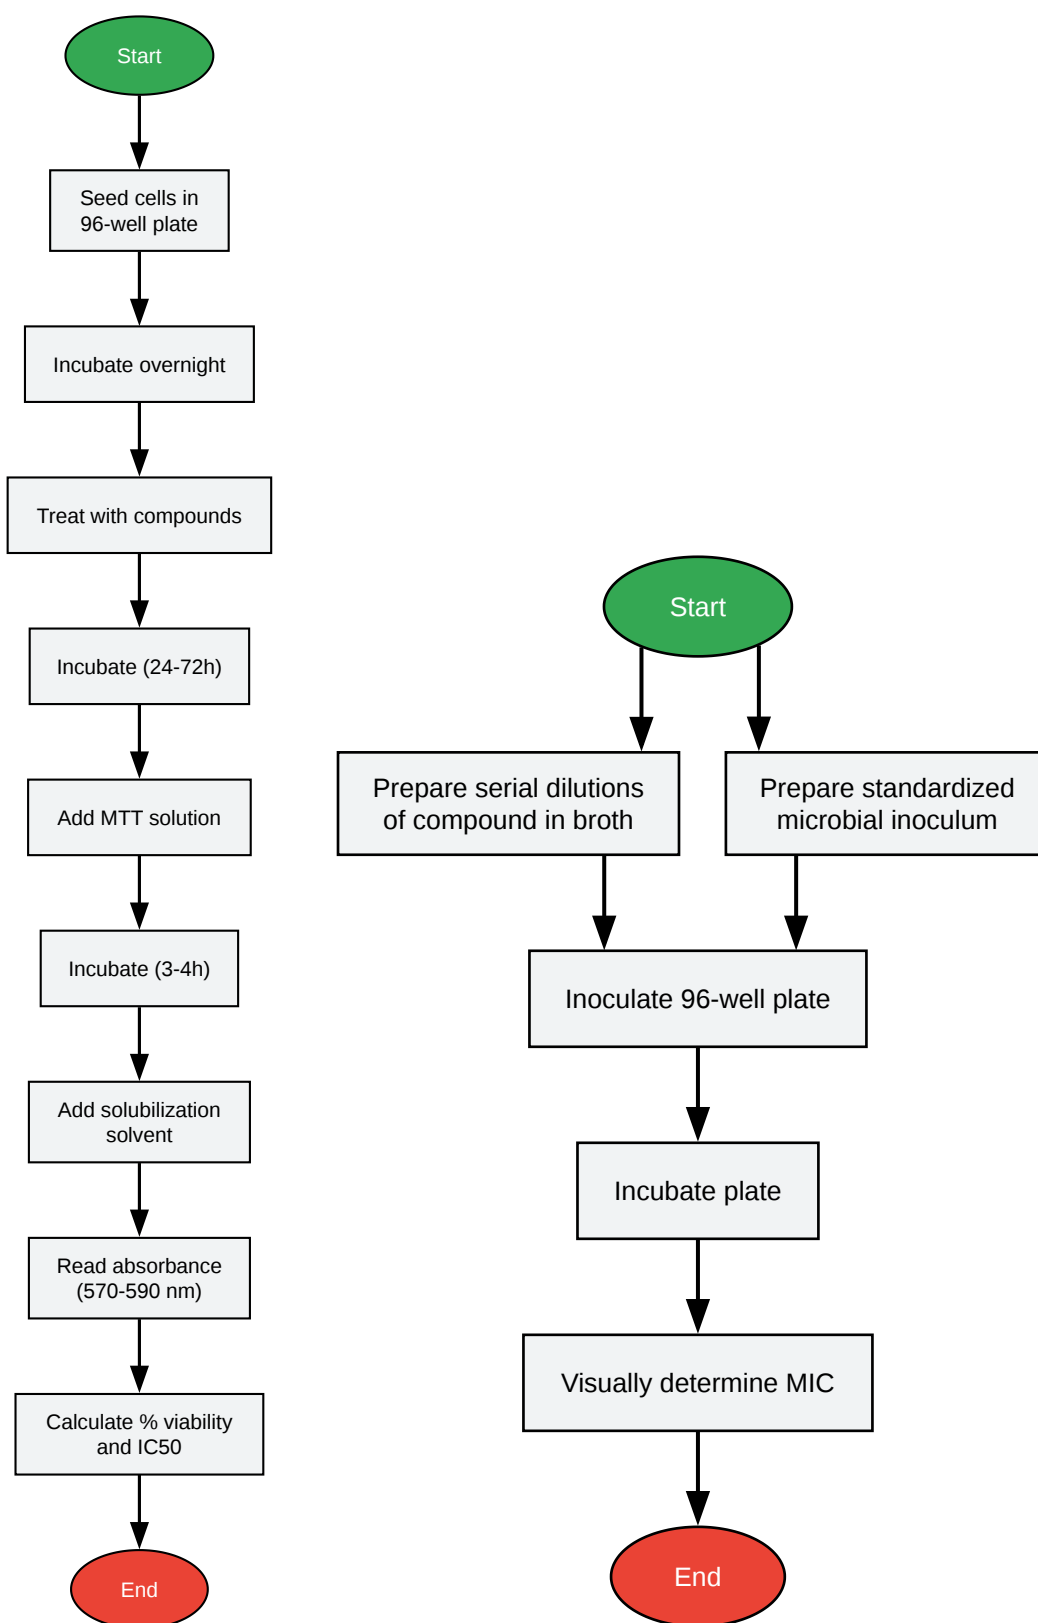 Start
Seed cells in
96-well plate
Incubate overnight
Treat with compounds
Incubate (24-72h)
Add MTT solution
Incubate (3-4h)
Add solubilization
solvent
Read absorbance
(570-590 nm)
Calculate % viability
and IC50
End
Start
Prepare serial dilutions
of compound in broth
Prepare standardized
microbial inoculum
Inoculate 96-well plate
Incubate plate
Visually determine MIC
End